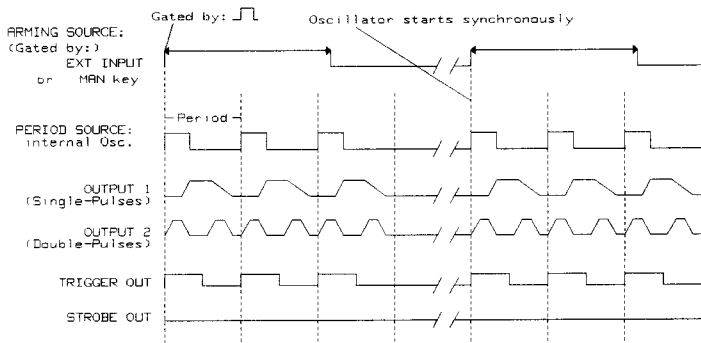 Gated by:
Oscillator starts synchronously
ARMING SOURCE:
(Gated by:)
EXT INPUT
or MAN key
Period
PERIOD SOURCE:
internal Osc.
OUTPUT 1
(Single-Pulses)
OUTPUT 2
(Double-Pulses)
TRIGGER OUT
STROBE OUT